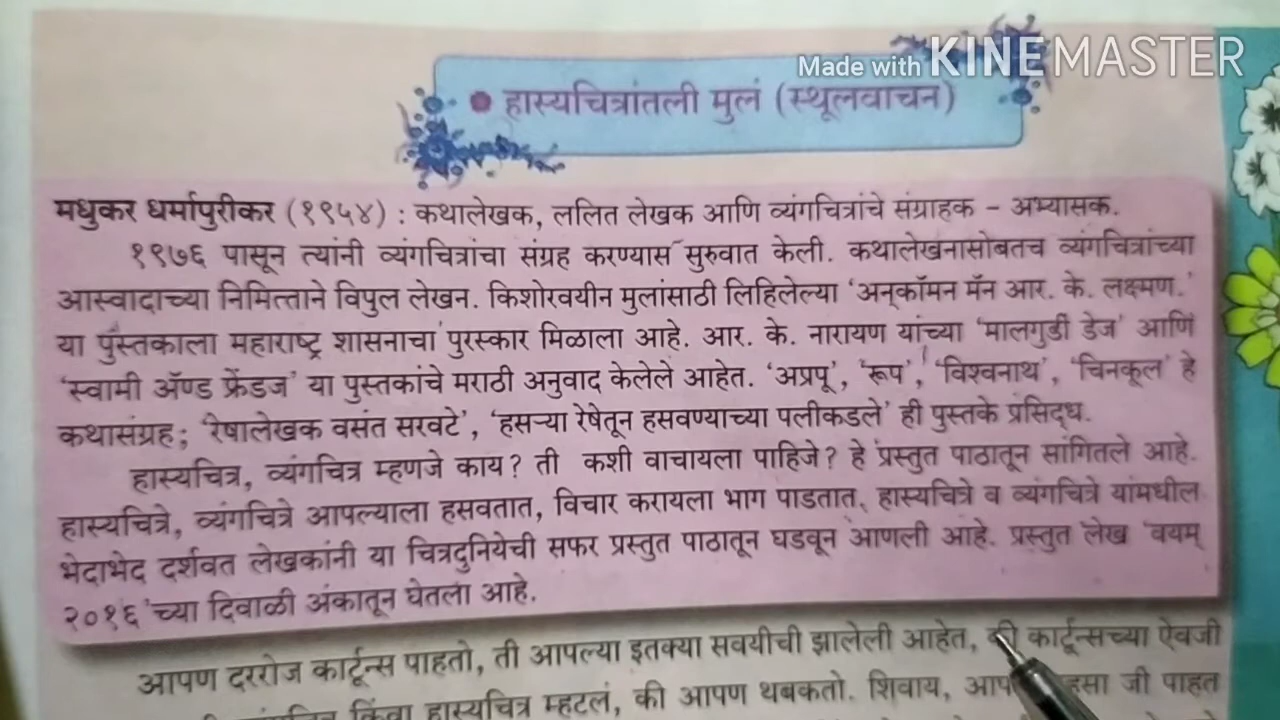 Made with KINEMASTER
• हास्यचित्रांतली मुलं (स्थूलवाचन)
मधुकर धर्मापुरीकर (१९५४) : कथालेखक, ललित लेखक आणि व्यंगचित्रांचे संग्राहक – अभ्यासक.
१९७६ पासून त्यांनी व्यंगचित्रांचा संग्रह करण्यास सुरुवात केली. कथालेखनासोबतच व्यंगचित्रांच्या
आस्वादाच्या निमित्ताने विपुल लेखन. किशोरवयीन मुलांसाठी लिहिलेल्या 'अन्कॉमन मॅन आर. के. लक्ष्मण.'
या पुस्तकाला महाराष्ट्र शासनाचा पुरस्कार मिळाला आहे. आर. के. नारायण यांच्या 'मालगुडी डेज' आणि
'स्वामी ॲण्ड फ्रेंडज' या पुस्तकांचे मराठी अनुवाद केलेले आहेत. 'अप्रपू', 'रूप', 'विश्वनाथ', 'चिनकूल' हे
कथासंग्रह; 'रेषालेखक वसंत सरवटे', 'हसऱ्या रेषेतून हसवण्याच्या पलीकडले' ही पुस्तके प्रसिद्ध.
हास्यचित्र, व्यंगचित्र म्हणजे काय? ती कशी वाचायला पाहिजे? हे प्रस्तुत पाठातून सांगितले आहे.
हास्यचित्रे, व्यंगचित्रे आपल्याला हसवतात, विचार करायला भाग पाडतात. हास्यचित्रे व व्यंगचित्रे यांमधील
भेदाभेद दर्शवत लेखकांनी या चित्रदुनियेची सफर प्रस्तुत पाठातून घडवून आणली आहे. प्रस्तुत लेख 'वयम्
२०१६'च्या दिवाळी अंकातून घेतला आहे.
आपण दररोज कार्टून्स पाहतो, ती आपल्या इतक्या सवयीची झालेली आहेत, की कार्टून्सच्या ऐवजी
किंवा हास्यचित्र म्हटलं, की आपण थबकतो. शिवाय, जी पाहत